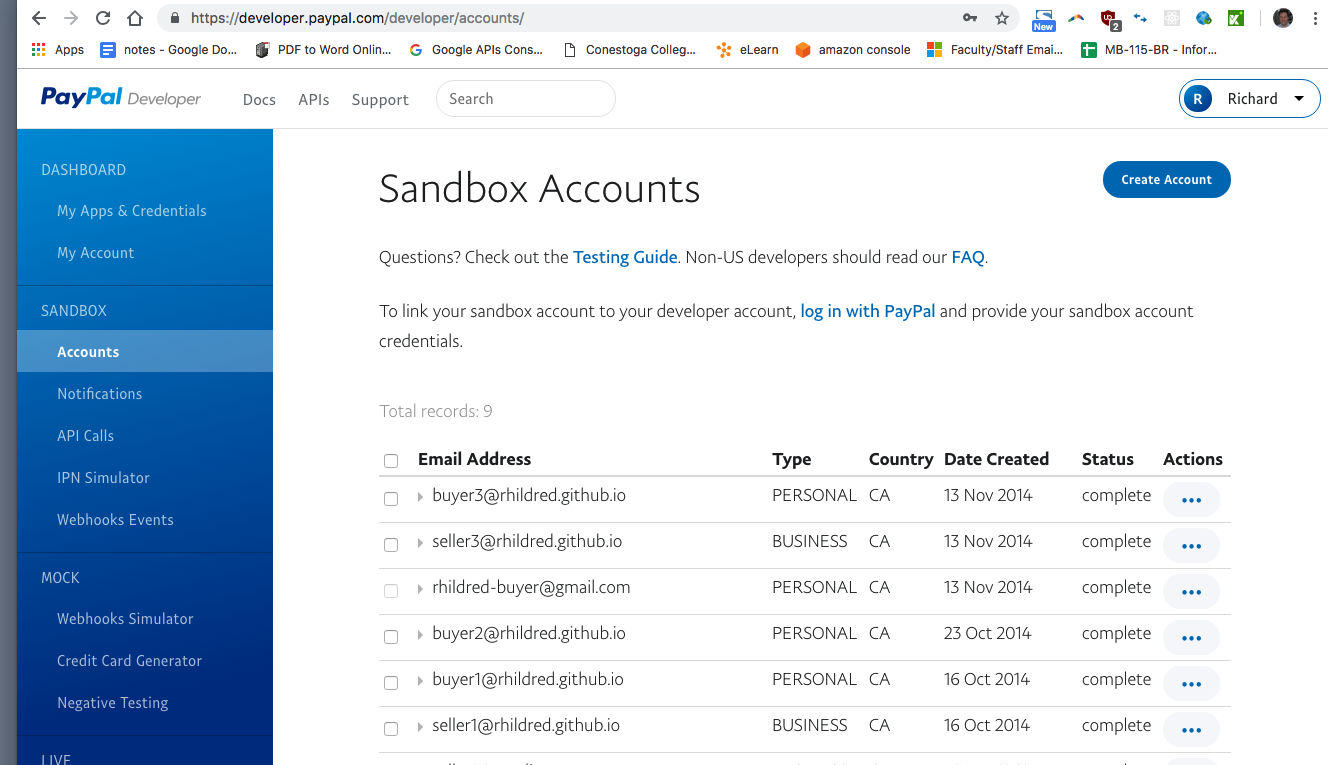 https://developer.paypal.com/developer/accounts/
New
2
Apps notes - Google Do... PDF to Word Onlin... Google APIs Cons... Conestoga Colleg... eLearn amazon console Faculty/Staff Emai... MB-115-BR - Infor...
PayPal Developer Docs APIs Support Search R Richard
DASHBOARD
My Apps & Credentials
My Account
SANDBOX
Accounts
Notifications
API Calls
IPN Simulator
Webhooks Events
MOCK
Webhooks Simulator
Credit Card Generator
Negative Testing
LIVE
Sandbox Accounts
Create Account
Questions? Check out the Testing Guide. Non-US developers should read our FAQ.
To link your sandbox account to your developer account, log in with PayPal and provide your sandbox account
credentials.
Total records: 9
Email Address Type Country Date Created Status Actions
buyer3@rhildred.github.io PERSONAL CA 13 Nov 2014 complete
seller3@rhildred.github.io BUSINESS CA 13 Nov 2014 complete
rhildred-buyer@gmail.com PERSONAL CA 13 Nov 2014 complete
buyer2@rhildred.github.io PERSONAL CA 23 Oct 2014 complete
buyer1@rhildred.github.io PERSONAL CA 16 Oct 2014 complete
seller1@rhildred.github.io BUSINESS CA 16 Oct 2014 complete